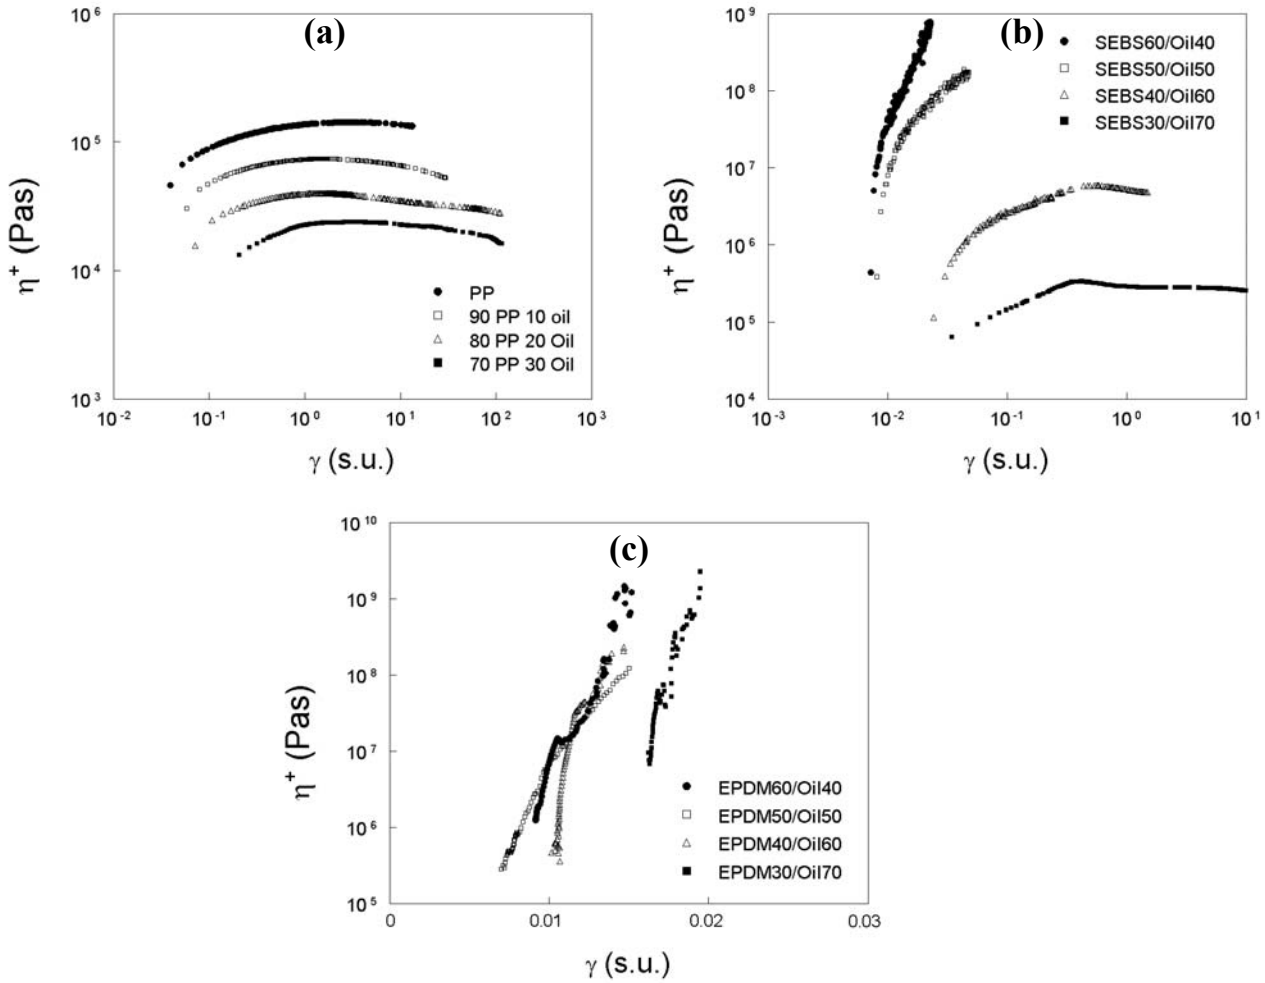 (a)
10^6
10^5
10^4
10^3
η^+ (Pas)
PP
90 PP 10 oil
80 PP 20 Oil
70 PP 30 Oil
10^-2 10^-1 10^0 10^1 10^2 10^3
γ (s.u.)
(b)
10^9
10^8
10^7
10^6
10^5
10^4
η^+ (Pas)
SEBS60/Oil40
SEBS50/Oil50
SEBS40/Oil60
SEBS30/Oil70
10^-3 10^-2 10^-1 10^0 10^1
γ (s.u.)
(c)
10^10
10^9
10^8
10^7
10^6
10^5
η^+ (Pas)
EPDM60/Oil40
EPDM50/Oil50
EPDM40/Oil60
EPDM30/Oil70
0 0.01 0.02 0.03
γ (s.u.)